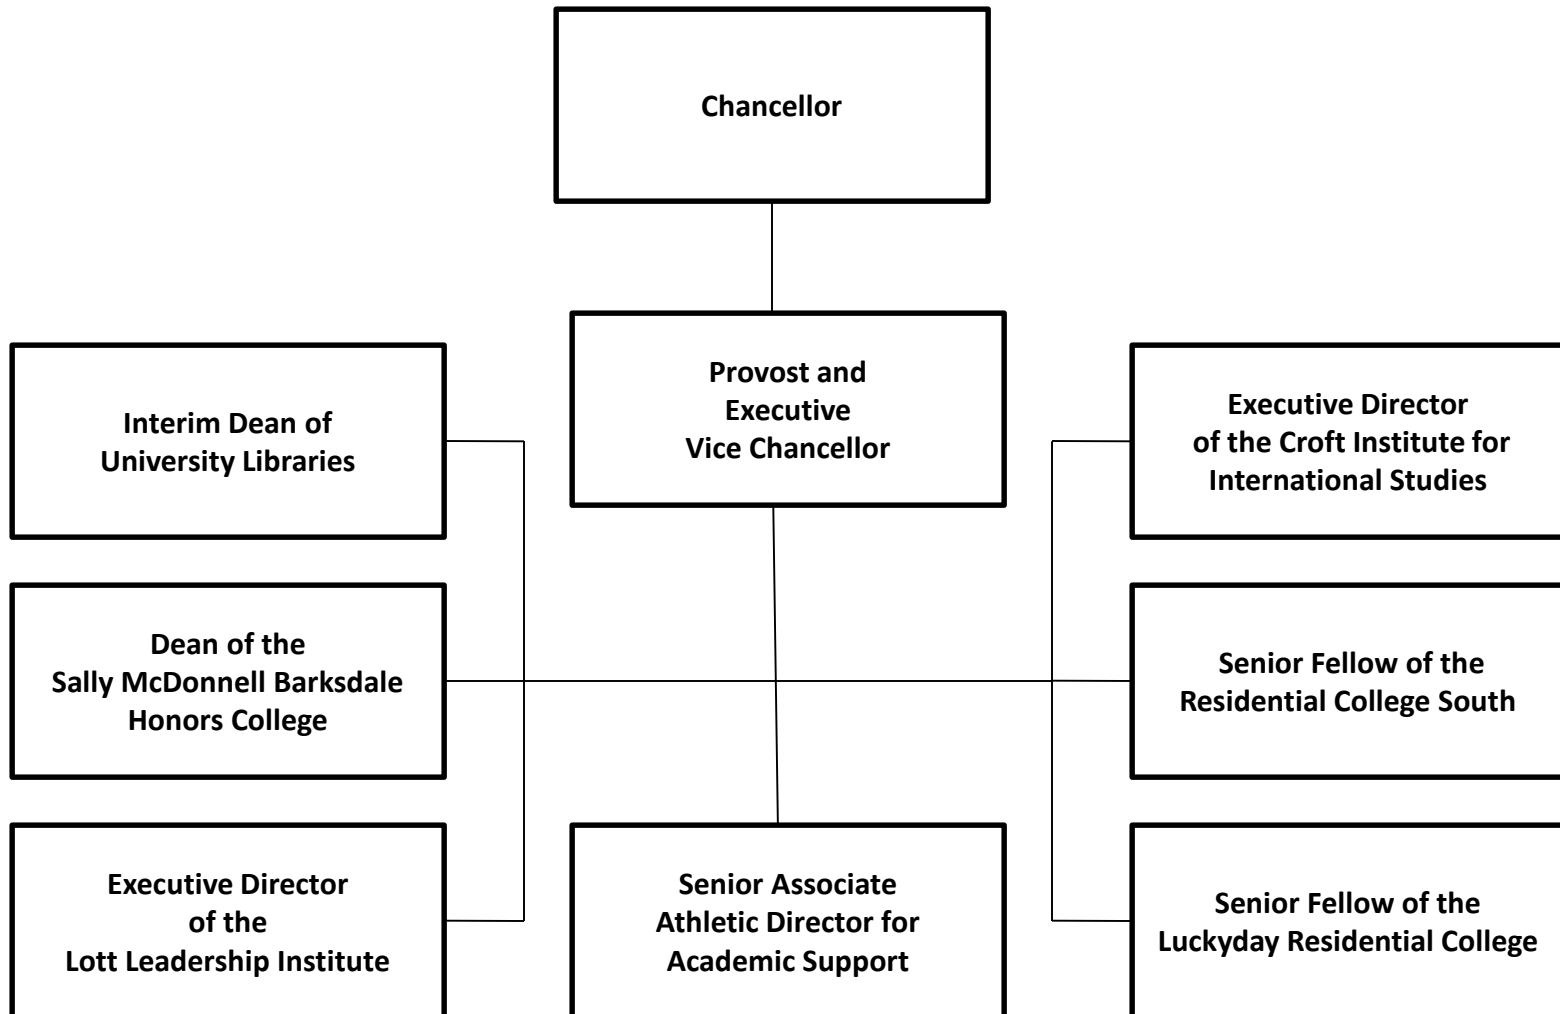 Chancellor
Provost and
Executive
Vice Chancellor
Interim Dean of
University Libraries
Executive Director
of the Croft Institute for
International Studies
Dean of the
Sally McDonnell Barksdale
Honors College
Senior Fellow of the
Residential College South
Executive Director
of the
Lott Leadership Institute
Senior Associate
Athletic Director for
Academic Support
Senior Fellow of the
Luckyday Residential College